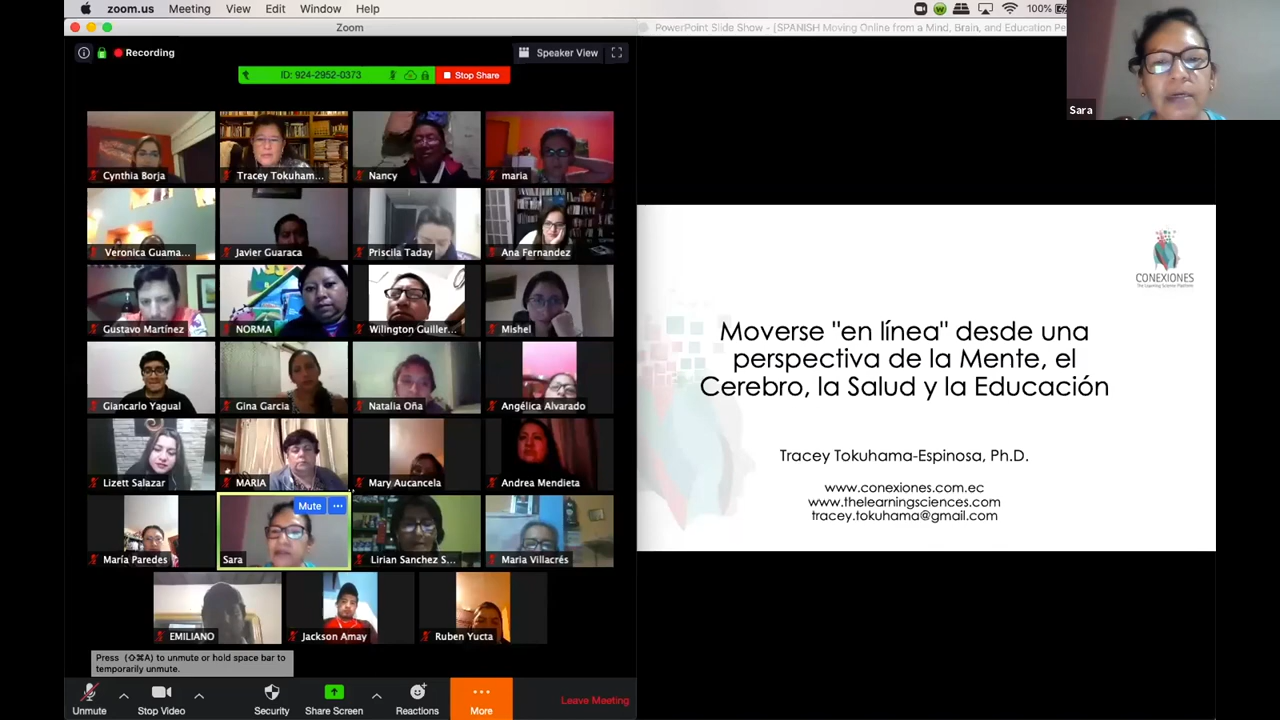 zoom.us Meeting View Edit Window Help
100%
Zoom
PowerPoint Slide Show - [SPANISH Moving Online from a Mind, Brain, and Education Pe
Recording
Speaker View
ID: 924-2952-0373
Stop Share
Sara
Cynthia Borja
Tracey Tokuham...
Nancy
maria
Veronica Guama...
Javier Guaraca
Priscila Taday
Ana Fernandez
Gustavo Martínez
NORMA
Wilington Guiller...
Mishel
Giancarlo Yagual
Gina Garcia
Natalia Oña
Angélica Alvarado
Lizett Salazar
MARIA
Mary Aucancela
Andrea Mendieta
María Paredes
Mute
Sara
Lirian Sanchez S...
Maria Villacrés
EMILIANO
Jackson Amay
Ruben Yucta
Press (⇧⌘A) to unmute or hold space bar to
temporarily unmute.
Unmute
Stop Video
Security
Share Screen
Reactions
More
Leave Meeting
CONEXIONES
The Learning Science Platform
Moverse "en línea" desde una
perspectiva de la Mente, el
Cerebro, la Salud y la Educación
Tracey Tokuhama-Espinosa, Ph.D.
www.conexiones.com.ec
www.thelearningsciences.com
tracey.tokuhama@gmail.com